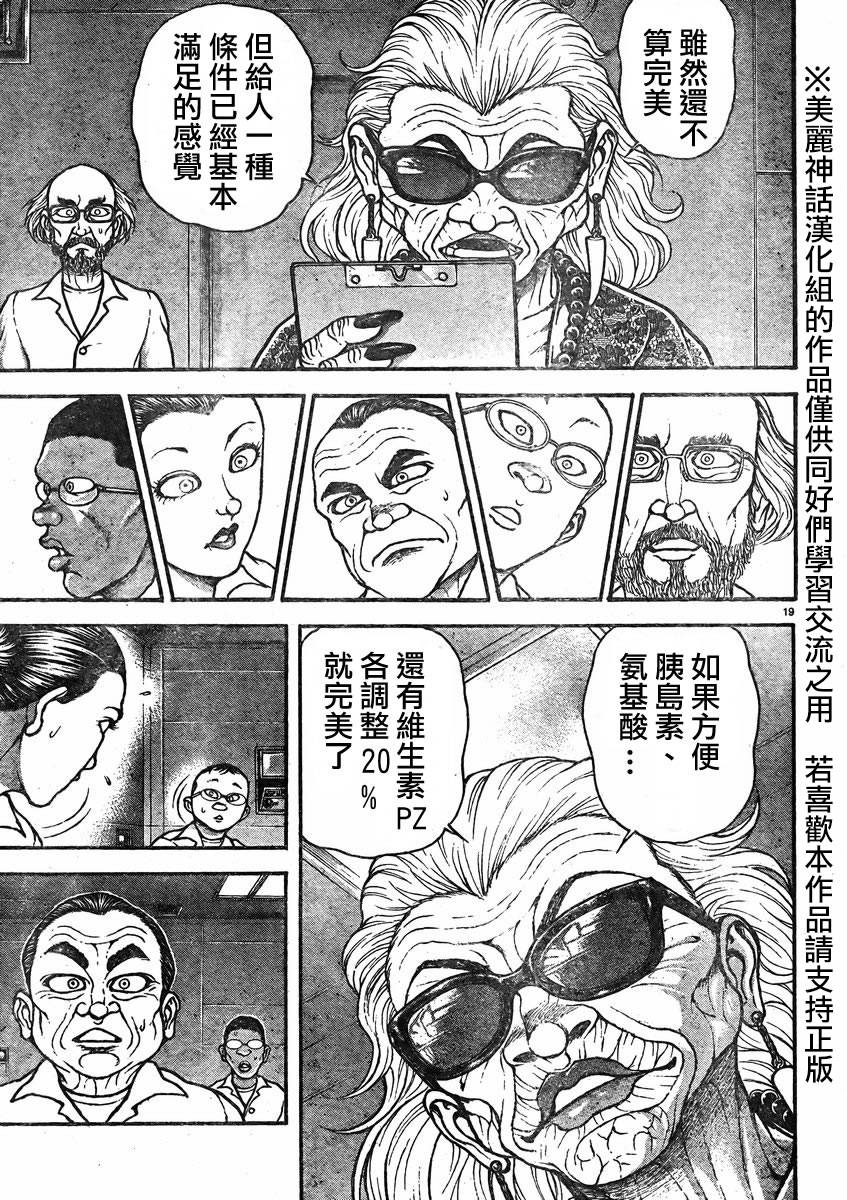 雖然還不
算完美
但給人一種
條件已經基本
滿足的感覺
19
如果方便
胰島素、
氨基酸…
還有維生素PZ
各調整20%
就完美了
※美麗神話漢化組的作品僅供同好們學習交流之用 若喜歡本作品請支持正版